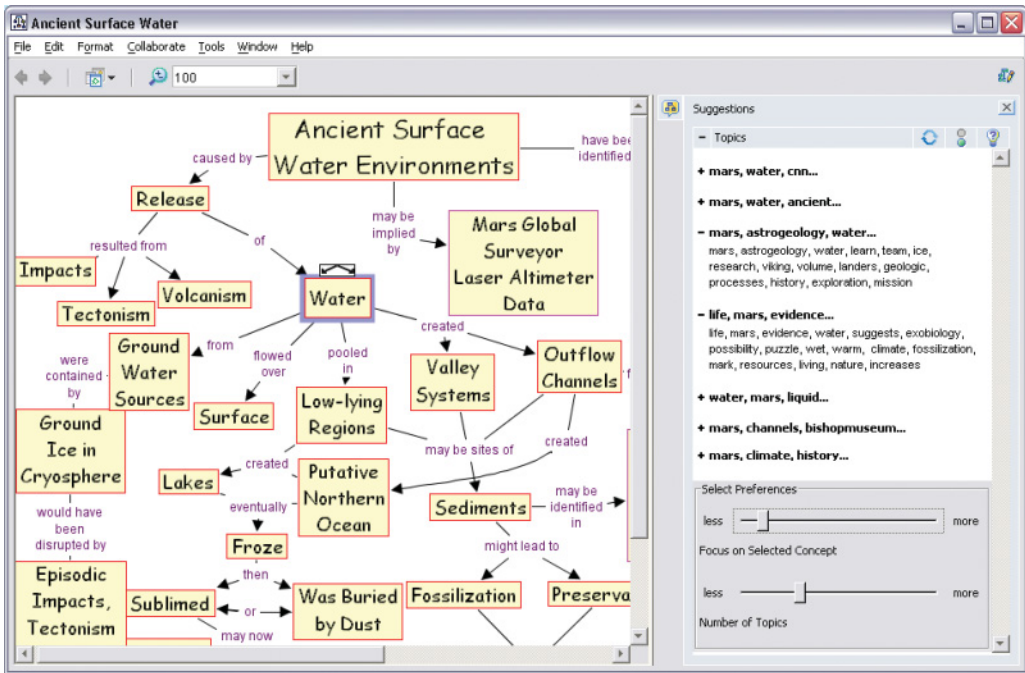 Ancient Surface Water
File Edit Format Collaborate Tools Window Help
100
Ancient Surface
Water Environments
have bee
identified
caused by
Release
may be
implied
by
Mars Global
Surveyor
Laser Altimeter
Data
resulted from
of
Impacts
Tectonism
Volcanism
Water
created
from
flowed
over
pooled
in
were
contained
by
Ground
Water
Sources
Surface
Low-lying
Regions
Valley
Systems
Outflow
Channels
f
Ground
Ice in
Cryosphere
created
may be sites of
created
Lakes
Putative
Northern
Ocean
Sediments
may be
identified
in
eventually
would have
been
disrupted by
Froze
might lead to
then
Episodic
Impacts,
Tectonism
Sublimed
or
Was Buried
by Dust
Fossilization
Preserva
may now
Suggestions
− Topics
+ mars, water, cnn...
+ mars, water, ancient...
− mars, astrogeology, water...
mars, astrogeology, water, learn, team, ice,
research, viking, volume, landers, geologic,
processes, history, exploration, mission
− life, mars, evidence...
life, mars, evidence, water, suggests, exobiology,
possibility, puzzle, wet, warm, climate, fossilization,
mark, resources, living, nature, increases
+ water, mars, liquid...
+ mars, channels, bishopmuseum...
+ mars, climate, history...
Select Preferences
less more
Focus on Selected Concept
less more
Number of Topics